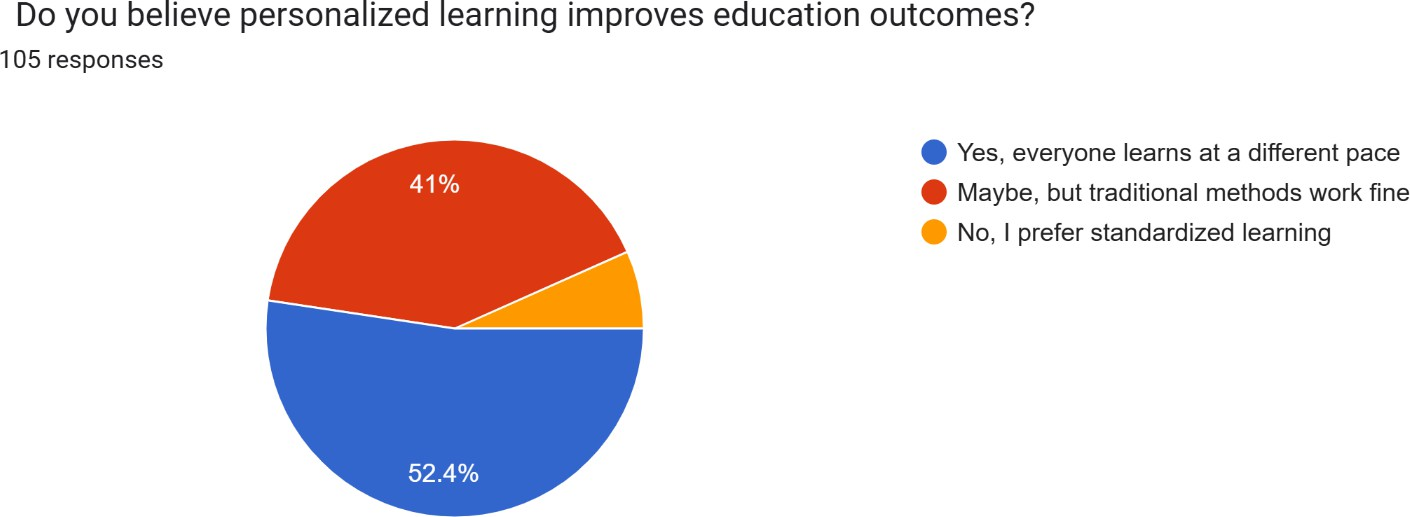 Do you believe personalized learning improves education outcomes?
105 responses
41%
52.4%
Yes, everyone learns at a different pace
Maybe, but traditional methods work fine
No, I prefer standardized learning